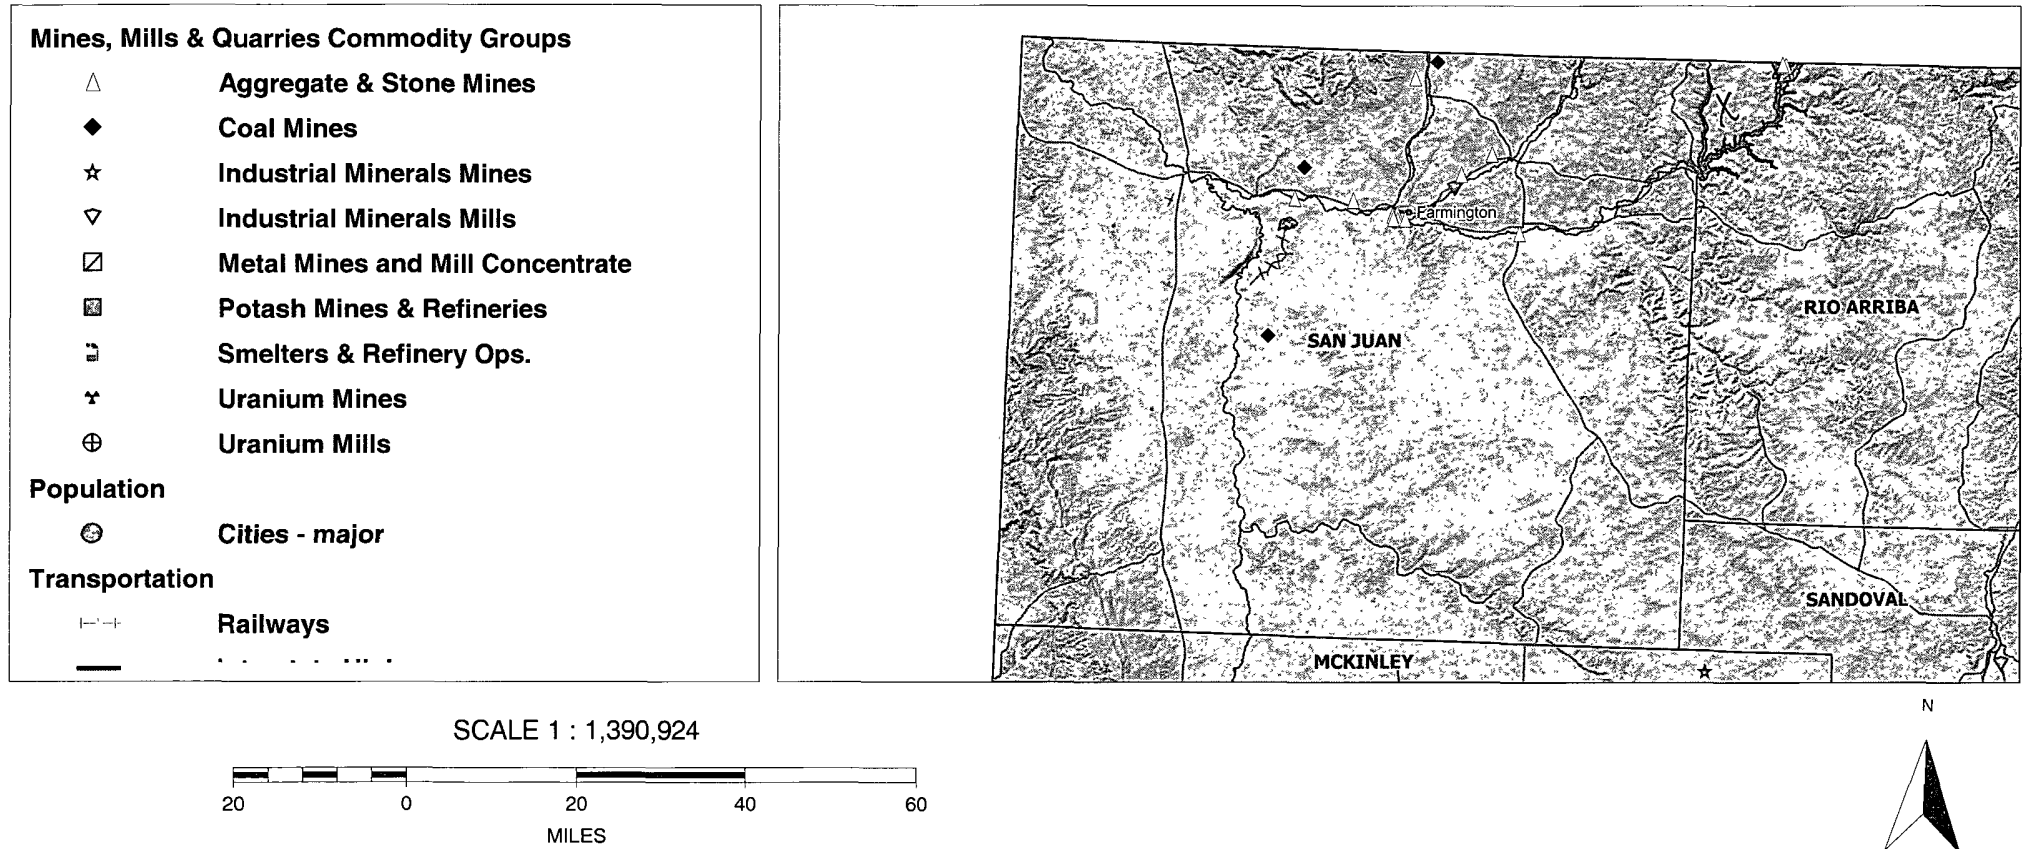 Mines, Mills & Quarries Commodity Groups
Aggregate & Stone Mines
Coal Mines
Industrial Minerals Mines
Industrial Minerals Mills
Metal Mines and Mill Concentrate
Potash Mines & Refineries
Smelters & Refinery Ops.
Uranium Mines
Uranium Mills
Population
Cities - major
Transportation
Railways
Farmington
RIO ARRIBA
SAN JUAN
SANDOVAL
MCKINLEY
SCALE 1 : 1,390,924
20 0 20 40 60
MILES
N